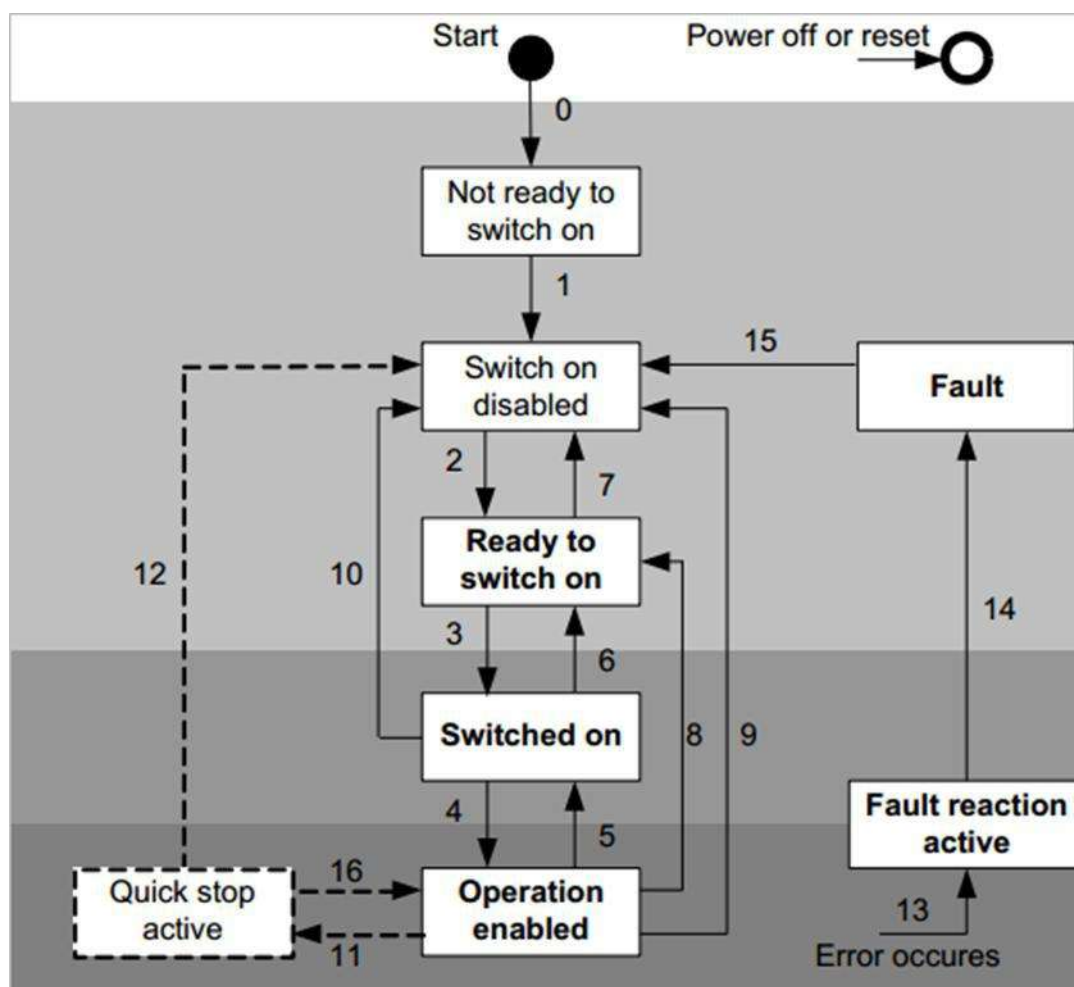 Start
Power off or reset
0
Not ready to
switch on
1
15
Switch on
disabled
Fault
2
7
Ready to
switch on
12
10
14
3
6
Switched on
8
9
4
5
Fault reaction
active
16
Quick stop
active
Operation
enabled
11
13
Error occures